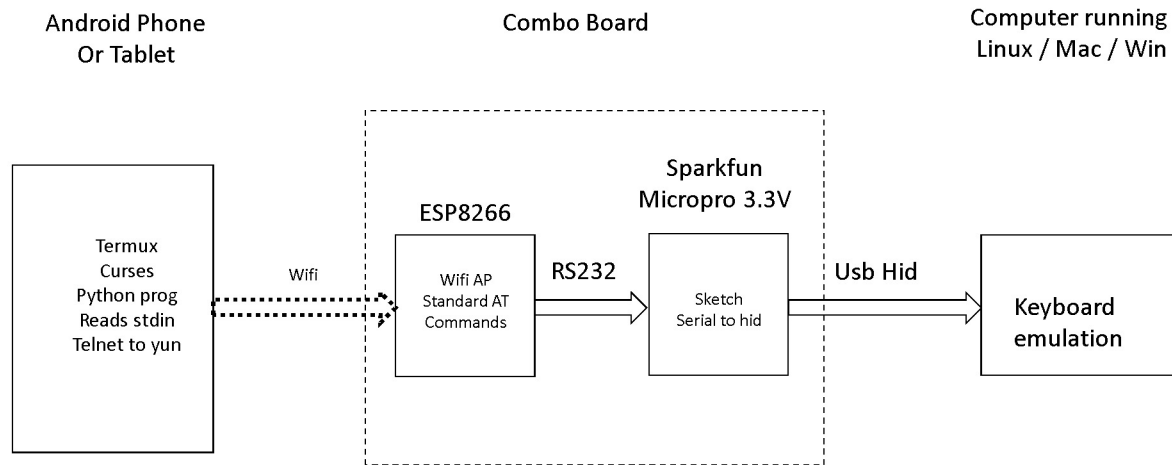 Android Phone
Or Tablet
Combo Board
Computer running
Linux / Mac / Win
Termux
Curses
Python prog
Reads stdin
Telnet to yun
Wifi
ESP8266
Wifi AP
Standard AT
Commands
RS232
Sparkfun
Micropro 3.3V
Sketch
Serial to hid
Usb Hid
Keyboard
emulation